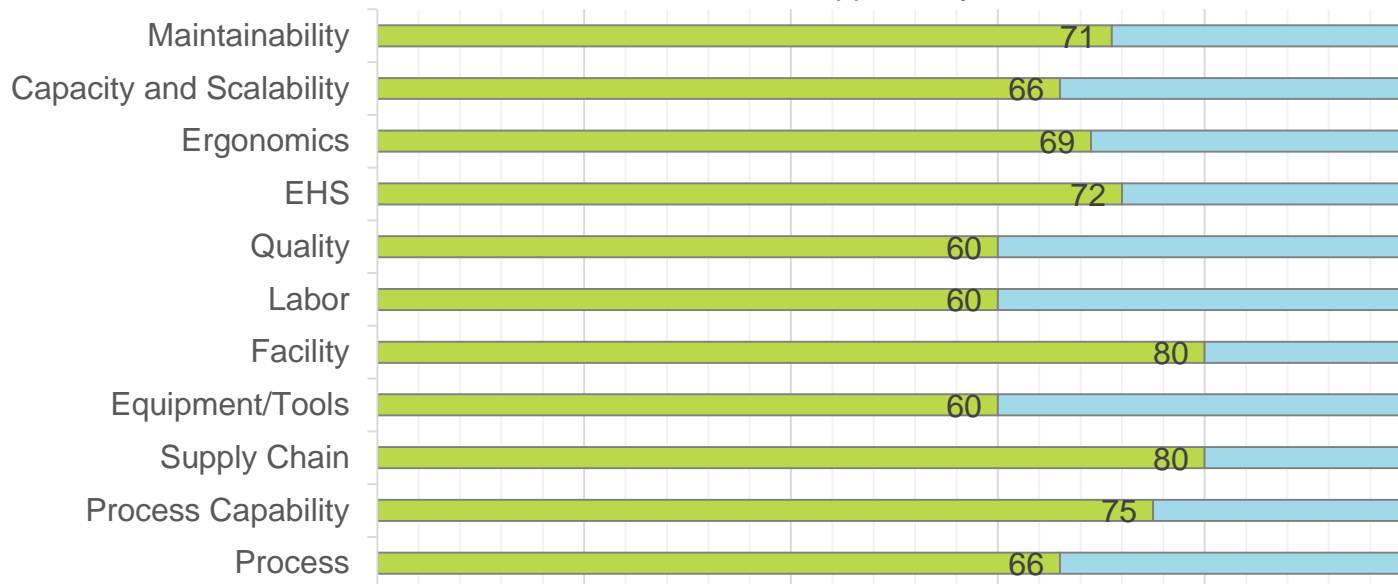 Maintainability 71
Capacity and Scalability 66
Ergonomics 69
EHS 72
Quality 60
Labor 60
Facility 80
Equipment/Tools 60
Supply Chain 80
Process Capability 75
Process 66